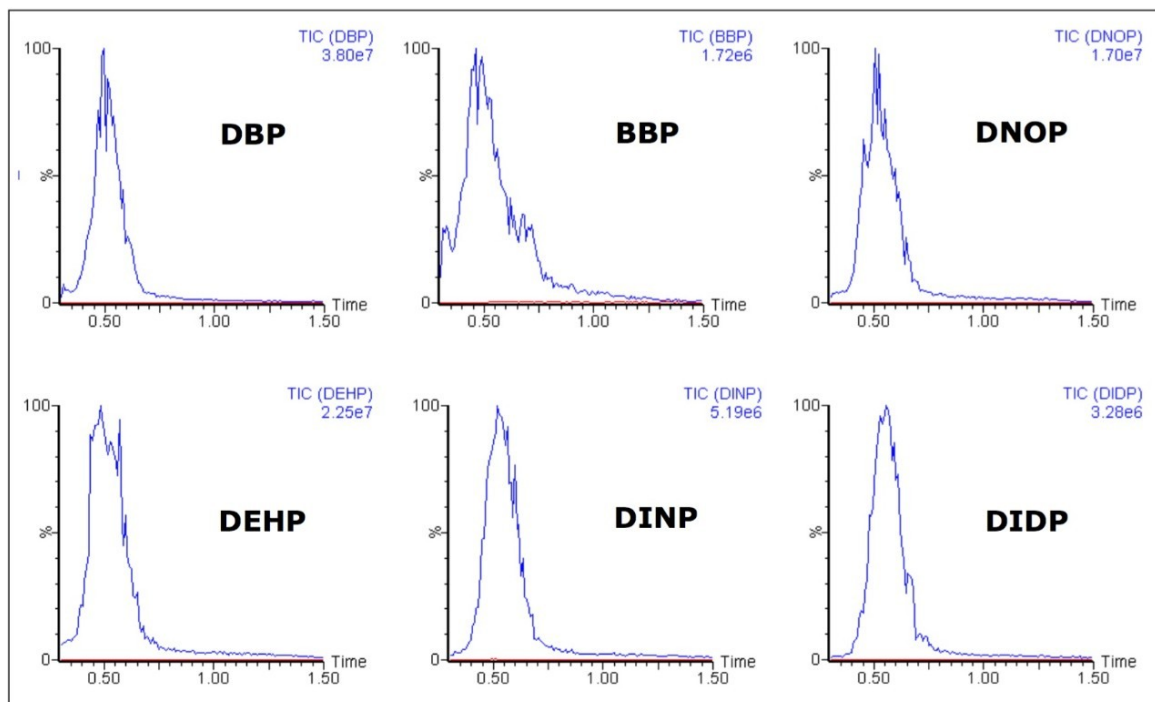 TIC (DBP)
3.80e7
100
DBP
%
0
Time
0.50 1.00 1.50
TIC (BBP)
1.72e6
100
BBP
%
0
Time
0.50 1.00 1.50
TIC (DNOP)
1.70e7
100
DNOP
%
0
Time
0.50 1.00 1.50
TIC (DEHP)
2.25e7
100
DEHP
%
0
Time
0.50 1.00 1.50
TIC (DINP)
5.19e6
100
DINP
%
0
Time
0.50 1.00 1.50
TIC (DIDP)
3.28e6
100
DIDP
%
0
Time
0.50 1.00 1.50